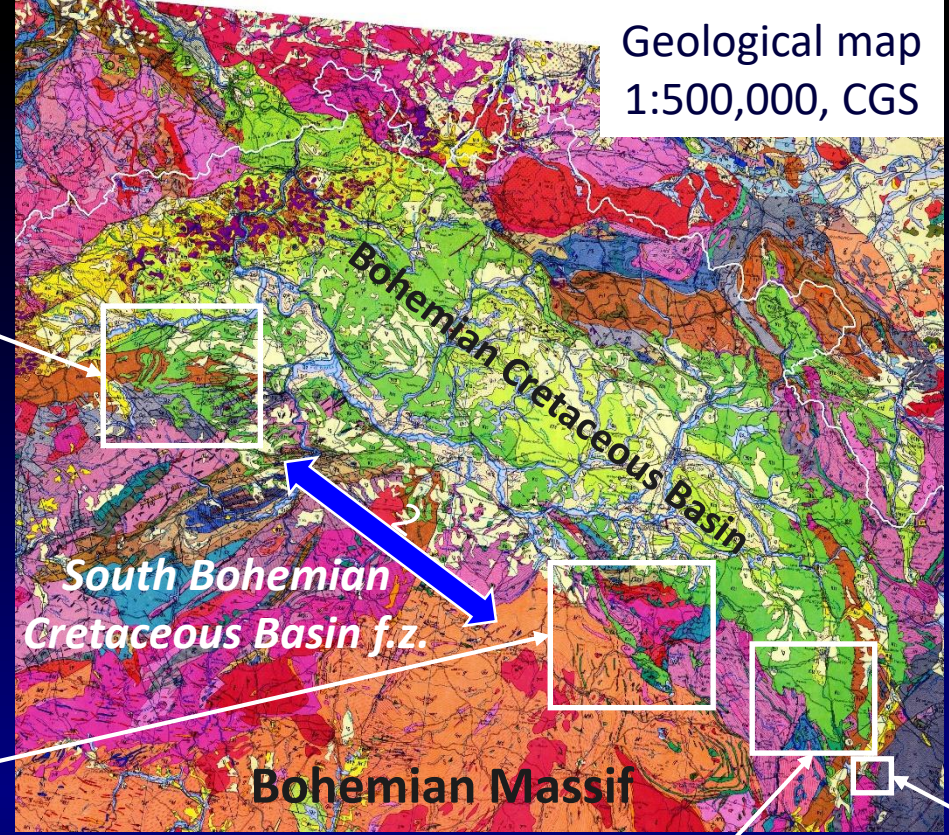 Geological map
1:500,000, CGS
Bohemian Cretaceous Basin
?
South Bohemian
Cretaceous Basin f.z.
Bohemian Massif